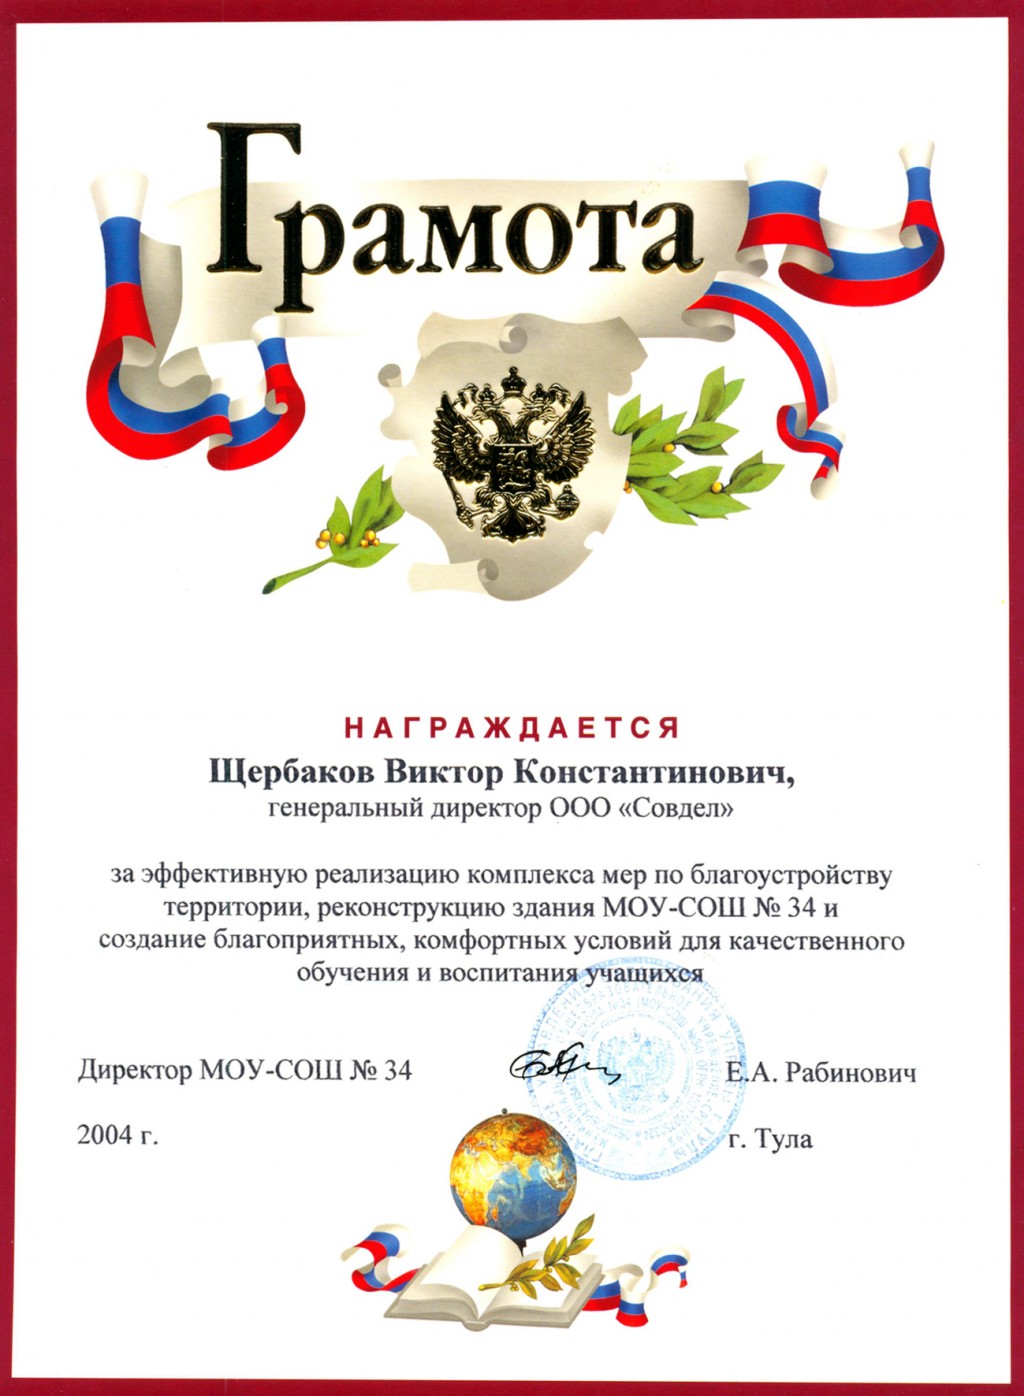 Грамота
НАГРАЖДАЕТСЯ
Щербаков Виктор Константинович,
генеральный директор ООО «Совдел»
за эффективную реализацию комплекса мер по благоустройству
территории, реконструкцию здания МОУ-СОШ № 34 и
создание благоприятных, комфортных условий для качественного
обучения и воспитания учащихся
Директор МОУ-СОШ № 34
Е.А. Рабинович
2004 г.
г. Тула